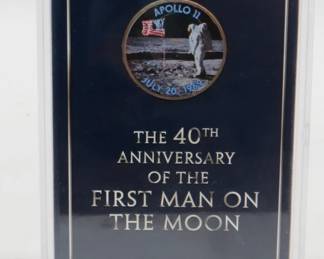 APOLLO 11
JULY 20, 1969
THE 40TH
ANNIVERSARY
OF THE
FIRST MAN ON
THE MOON